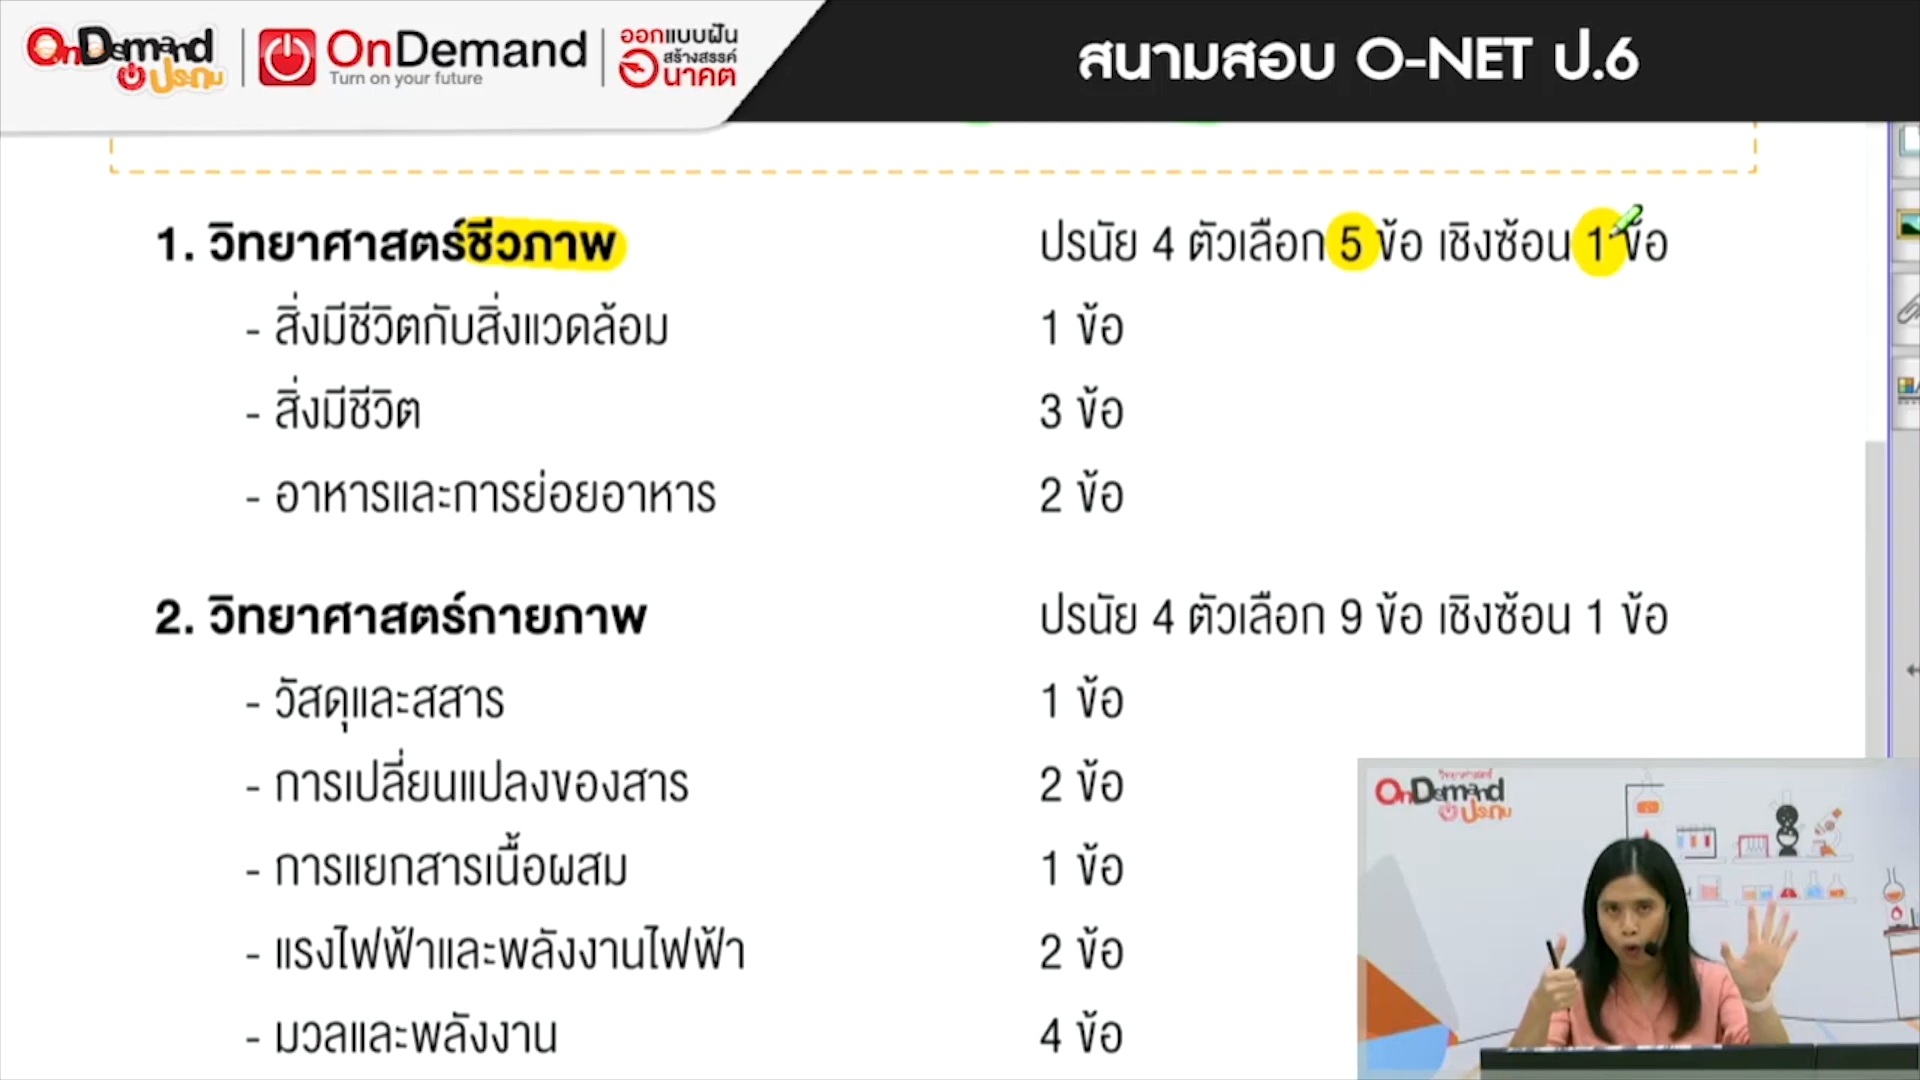 OnDemand
ประถม
OnDemand
Turn on your future
ออกแบบฝัน
สร้างสรรค์
อนาคต
สนามสอบ O-NET ป.6
1. วิทยาศาสตร์ชีวภาพ ปรนัย 4 ตัวเลือก 5 ข้อ เชิงซ้อน 1 ข้อ
- สิ่งมีชีวิตกับสิ่งแวดล้อม 1 ข้อ
- สิ่งมีชีวิต 3 ข้อ
- อาหารและการย่อยอาหาร 2 ข้อ
2. วิทยาศาสตร์กายภาพ ปรนัย 4 ตัวเลือก 9 ข้อ เชิงซ้อน 1 ข้อ
- วัสดุและสสาร 1 ข้อ
- การเปลี่ยนแปลงของสาร 2 ข้อ
- การแยกสารเนื้อผสม 1 ข้อ
- แรงไฟฟ้าและพลังงานไฟฟ้า 2 ข้อ
- มวลและพลังงาน 4 ข้อ
วิทยาศาสตร์
OnDemand
ประถม